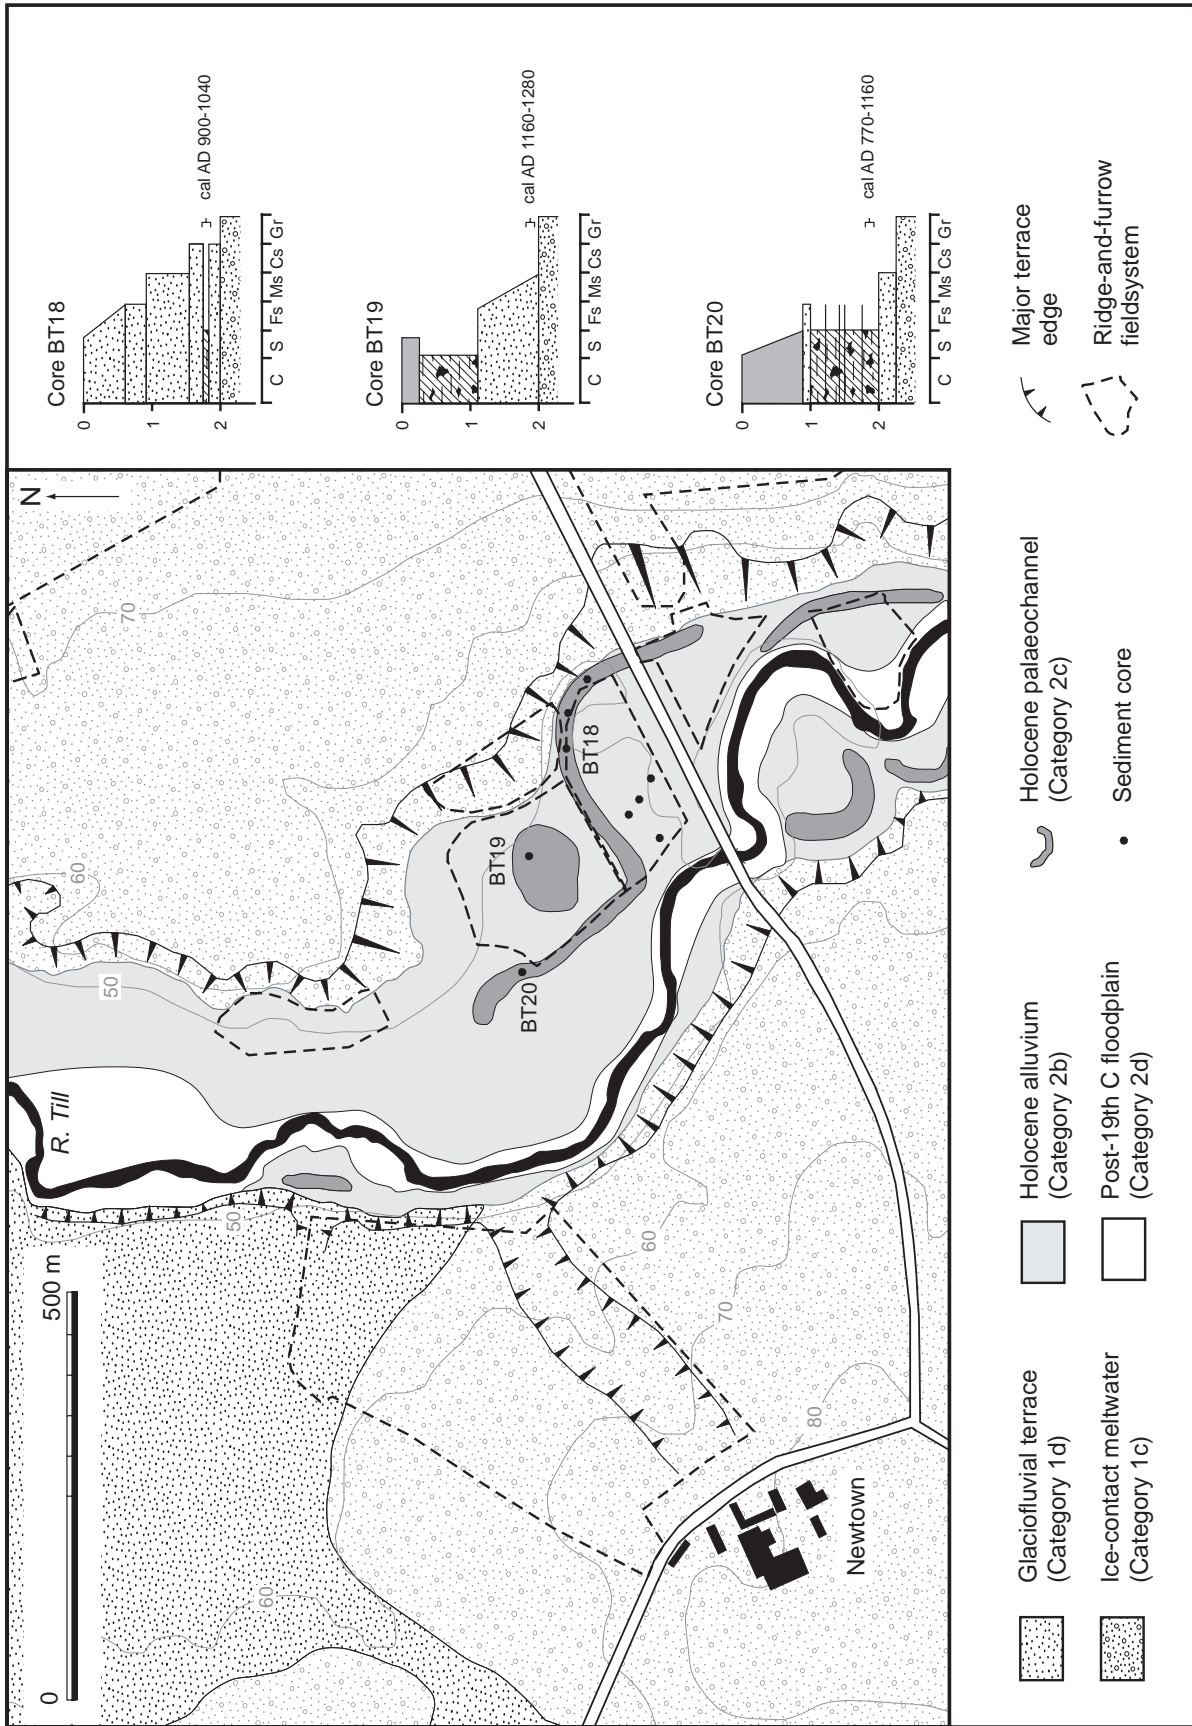 0
500 m
N
R. Till
50
60
70
50
60
60
70
80
BT20
BT19
BT18
Newtown
Core BT18
0
1
2
cal AD 900-1040
C S Fs Ms Cs Gr
Core BT19
0
1
2
cal AD 1160-1280
C S Fs Ms Cs Gr
Core BT20
0
1
2
cal AD 770-1160
C S Fs Ms Cs Gr
Glaciofluvial terrace
(Category 1d)
Ice-contact meltwater
(Category 1c)
Holocene alluvium
(Category 2b)
Post-19th C floodplain
(Category 2d)
Holocene palaeochannel
(Category 2c)
Sediment core
Major terrace
edge
Ridge-and-furrow
fieldsystem